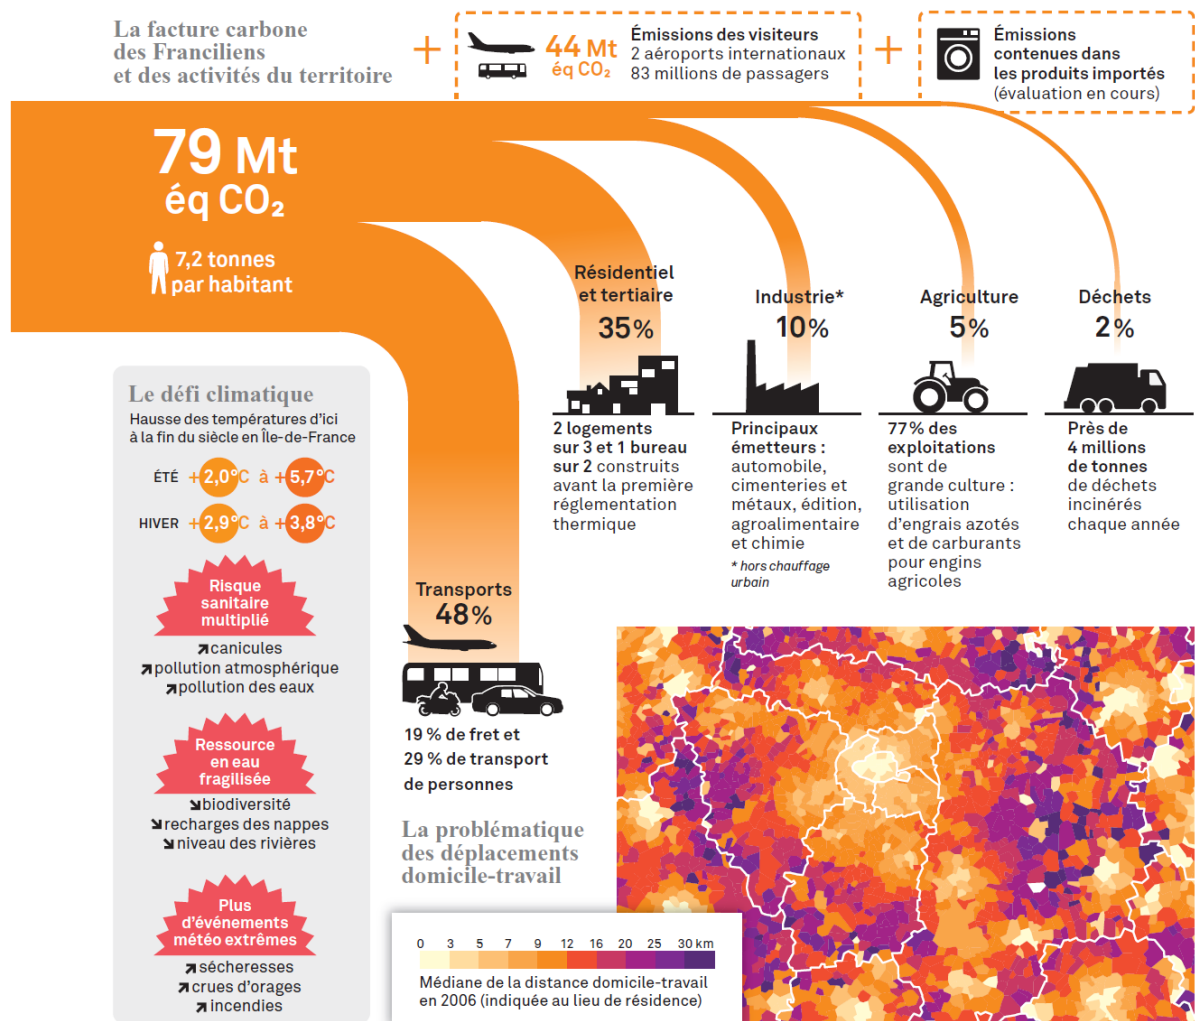 La facture carbone
des Franciliens
et des activités du territoire
+
44 Mt
éq CO₂
Émissions des visiteurs
2 aéroports internationaux
83 millions de passagers
+
Émissions
contenues dans
les produits importés
(évaluation en cours)
79 Mt
éq CO₂
7,2 tonnes
par habitant
Résidentiel
et tertiaire
35%
2 logements
sur 3 et 1 bureau
sur 2 construits
avant la première
réglementation
thermique
Industrie*
10%
Principaux
émetteurs :
automobile,
cimenteries et
métaux, édition,
agroalimentaire
et chimie
* hors chauffage
urbain
Agriculture
5%
77% des
exploitations
sont de
grande culture :
utilisation
d'engrais azotés
et de carburants
pour engins
agricoles
Déchets
2%
Près de
4 millions
de tonnes
de déchets
incinérés
chaque année
Le défi climatique
Hausse des températures d'ici
à la fin du siècle en Île-de-France
ÉTÉ +2,0°C à +5,7°C
HIVER +2,9°C à +3,8°C
Risque
sanitaire
multiplié
↗canicules
↗pollution atmosphérique
↗pollution des eaux
Ressource
en eau
fragilisée
↘biodiversité
↘recharges des nappes
↘niveau des rivières
Plus
d'événements
météo extrêmes
↗sécheresses
↗crues d'orages
↗incendies
Transports
48%
19 % de fret et
29 % de transport
de personnes
La problématique
des déplacements
domicile-travail
0 3 5 7 9 12 16 20 25 30 km
Médiane de la distance domicile-travail
en 2006 (indiquée au lieu de résidence)